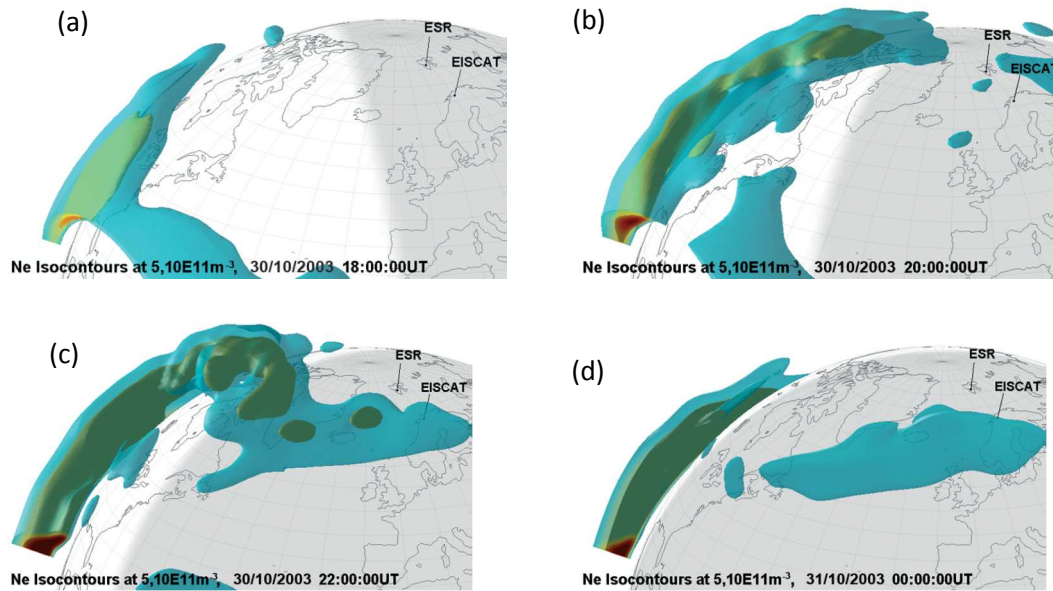 (a)
ESR
EISCAT
Ne Isocontours at 5,10E11m⁻³, 30/10/2003 18:00:00UT
(b)
ESR
EISCAT
Ne Isocontours at 5,10E11m⁻³, 30/10/2003 20:00:00UT
(c)
ESR
EISCAT
Ne Isocontours at 5,10E11m⁻³, 30/10/2003 22:00:00UT
(d)
ESR
EISCAT
Ne Isocontours at 5,10E11m⁻³, 31/10/2003 00:00:00UT